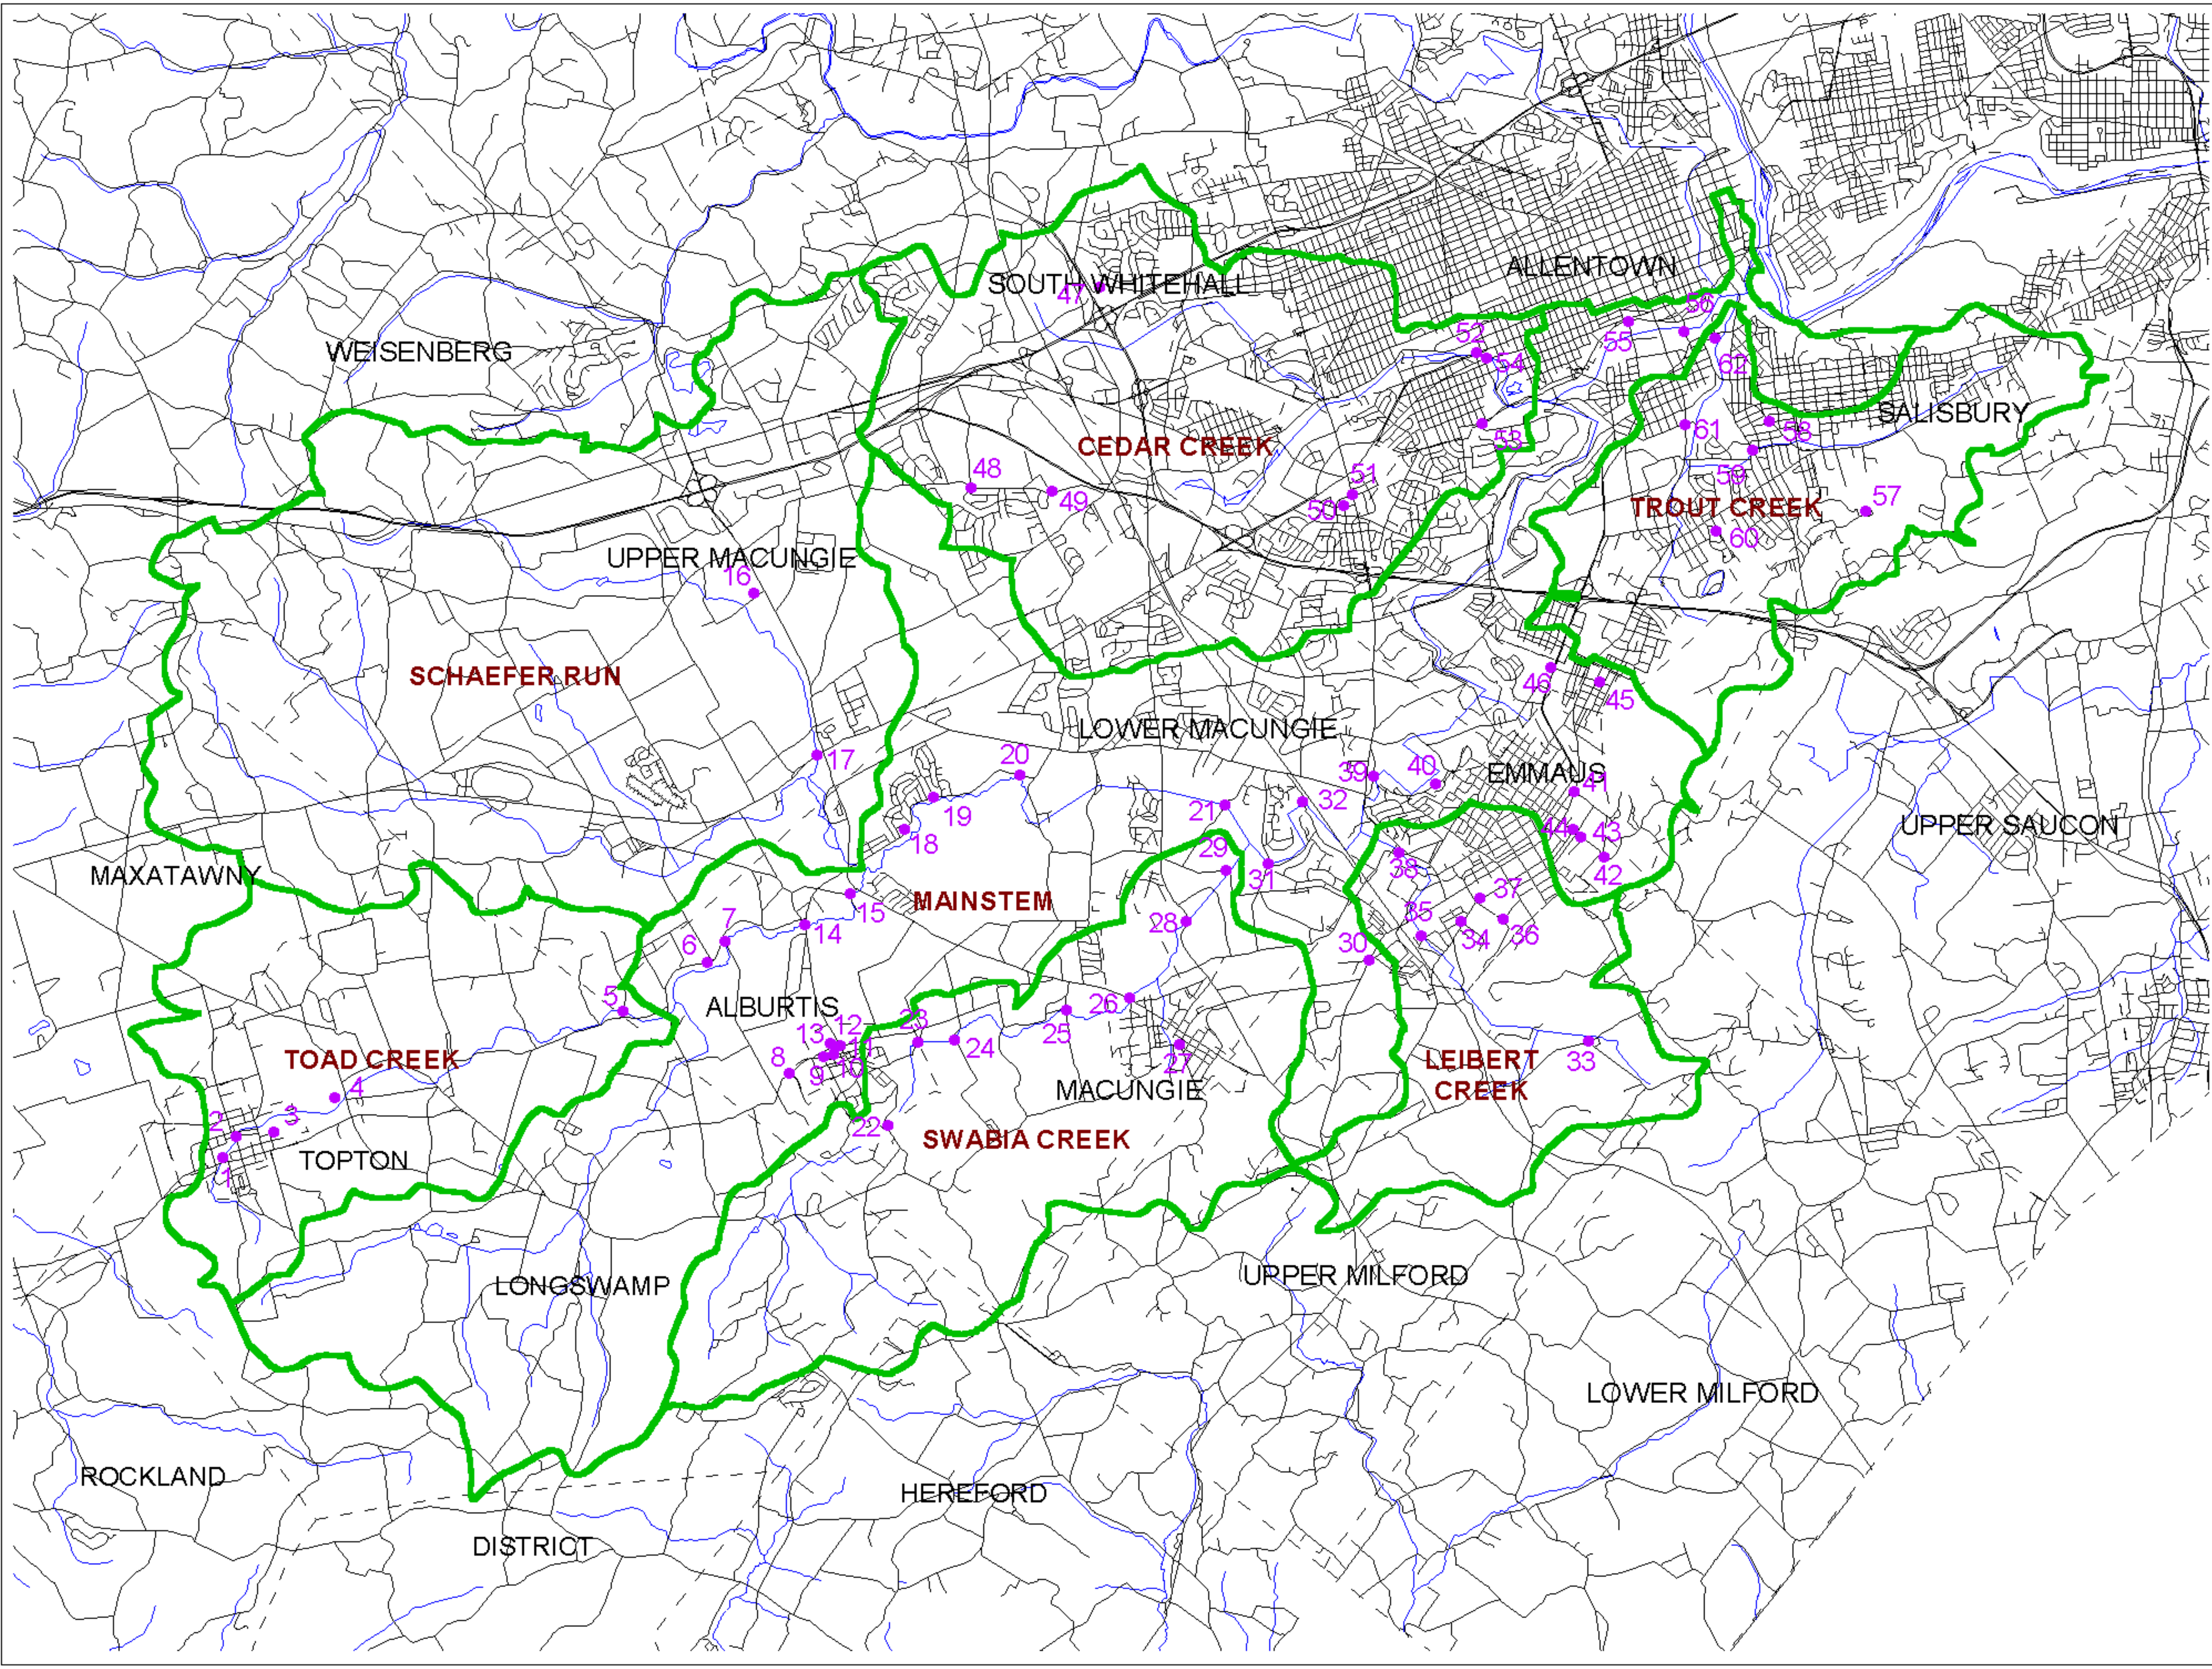 SOUTH WHITEHALL
47
ALLENTOWN
56
55
52
54
62
WEISENBERG
SALISBURY
CEDAR CREEK
53
61
58
48
49
51
50
59
57
TROUT CREEK
60
UPPER MACUNGIE
16
SCHAEFER RUN
46
45
LOWER MACUNGIE
17
20
39
40
EMMAUS
41
19
18
21
32
44
43
UPPER SAUCON
29
31
38
42
MAXATAWNY
MAINSTEM
15
37
7
14
28
35
34
36
6
30
5
ALBURTIS
26
25
23
12
13
11
24
8
9
10
27
TOAD CREEK
33
LEIBERT
CREEK
4
MACUNGIE
2
3
22
SWABIA CREEK
1
TOPTON
LONGSWAMP
UPPER MILFORD
LOWER MILFORD
ROCKLAND
HEREFORD
DISTRICT